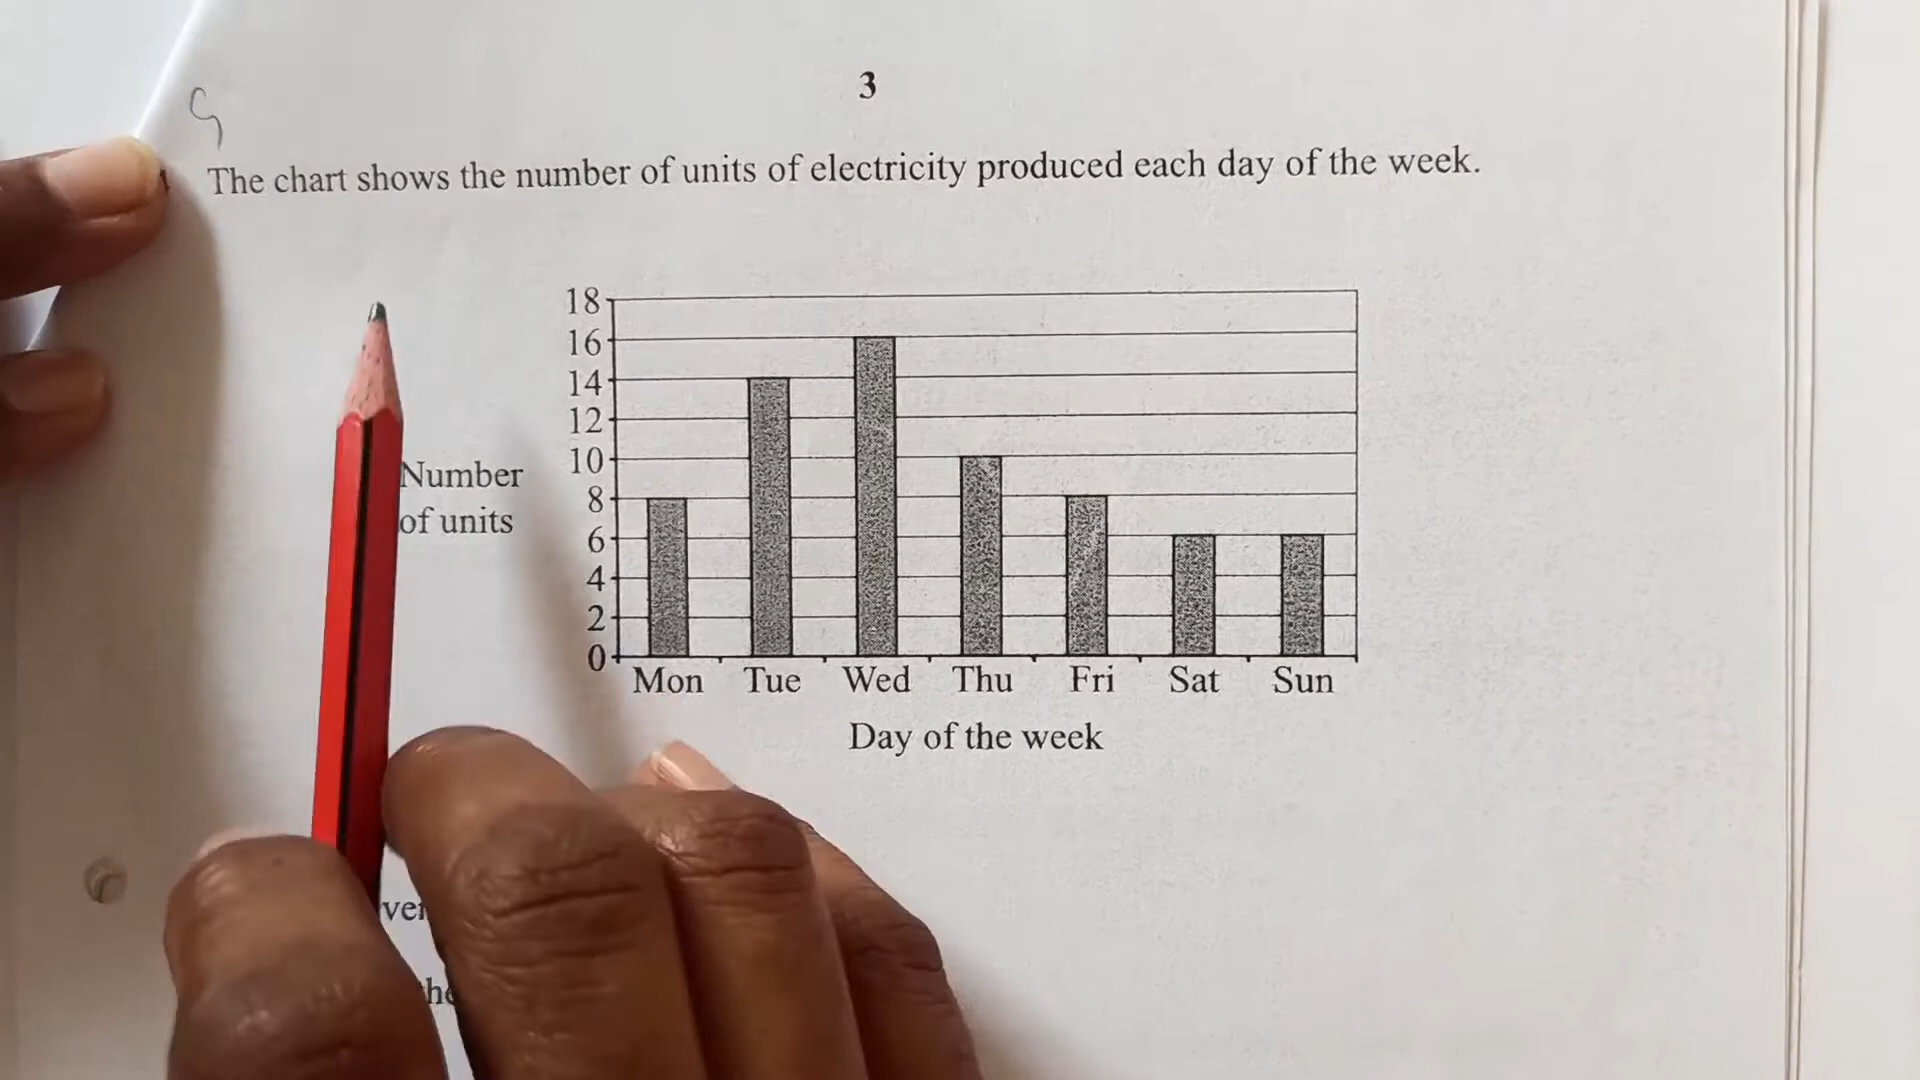 3
The chart shows the number of units of electricity produced each day of the week.
18
16
14
12
10
Number
of units
8
6
4
2
0
Mon Tue Wed Thu Fri Sat Sun
Day of the week